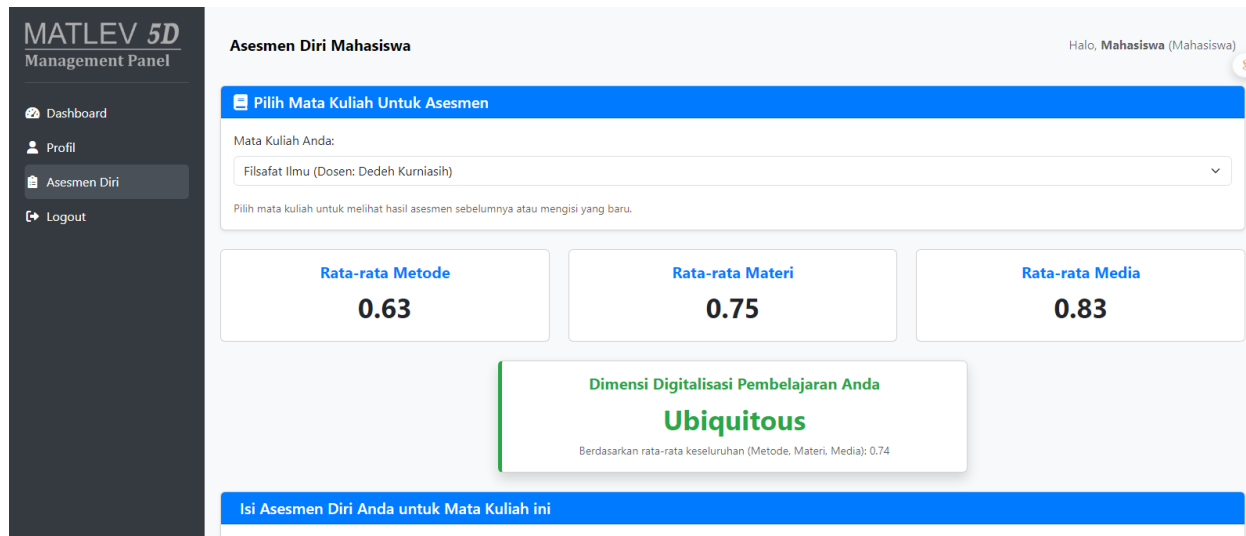 MATLEV 5D
Management Panel
Dashboard
Profil
Asesmen Diri
Logout
Asesmen Diri Mahasiswa
Halo, Mahasiswa (Mahasiswa)
Pilih Mata Kuliah Untuk Asesmen
Mata Kuliah Anda:
Filsafat Ilmu (Dosen: Dedeh Kurniasih)
Pilih mata kuliah untuk melihat hasil asesmen sebelumnya atau mengisi yang baru.
Rata-rata Metode
0.63
Rata-rata Materi
0.75
Rata-rata Media
0.83
Dimensi Digitalisasi Pembelajaran Anda
Ubiquitous
Berdasarkan rata-rata keseluruhan (Metode, Materi, Media): 0.74
Isi Asesmen Diri Anda untuk Mata Kuliah ini